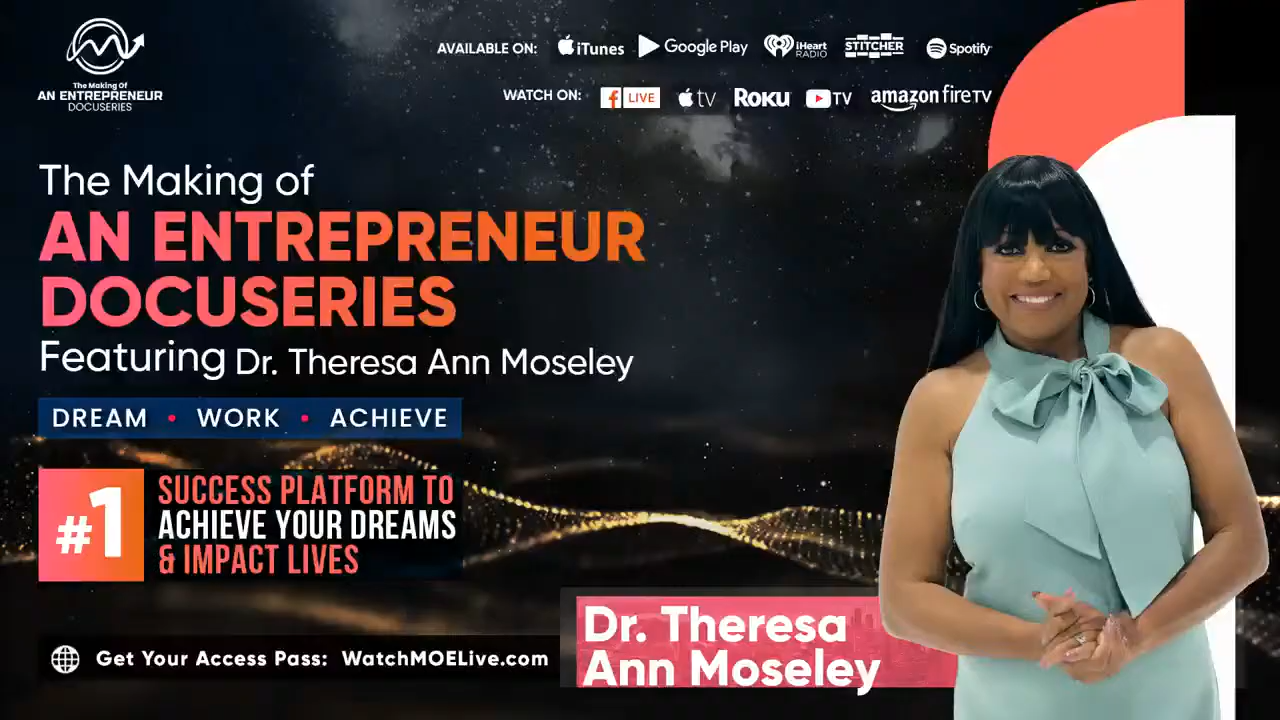 The Making Of
AN ENTREPRENEUR
DOCUSERIES
AVAILABLE ON: iTunes Google Play iHeart RADIO STITCHER Spotify
WATCH ON: f LIVE tv ROKU TV amazon fireTV
The Making of
AN ENTREPRENEUR
DOCUSERIES
Featuring Dr. Theresa Ann Moseley
DREAM • WORK • ACHIEVE
#1
SUCCESS PLATFORM TO
ACHIEVE YOUR DREAMS
& IMPACT LIVES
Get Your Access Pass: WatchMOELive.com
Dr. Theresa
Ann Moseley